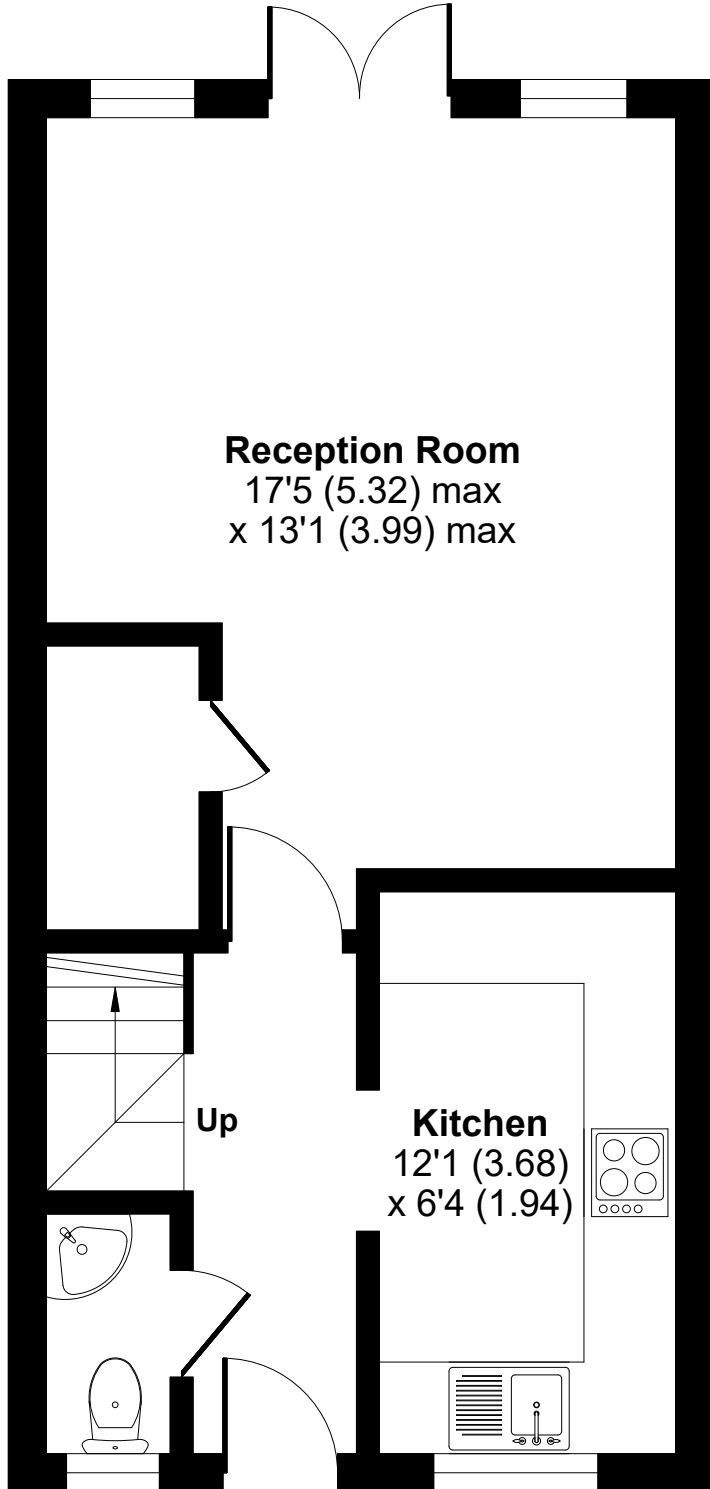 Reception Room
17'5 (5.32) max
x 13'1 (3.99) max
Up
Kitchen
12'1 (3.68)
x 6'4 (1.94)